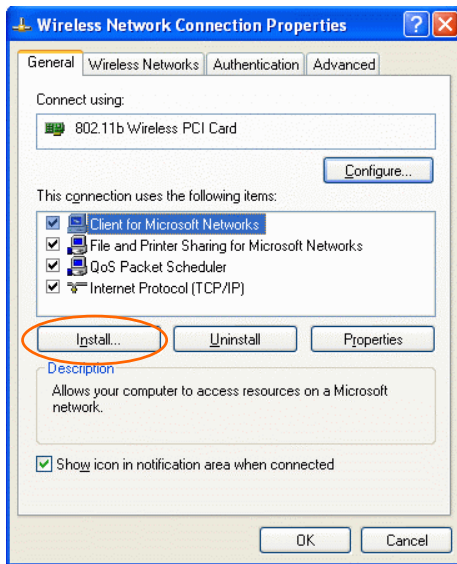 Wireless Network Connection Properties
General Wireless Networks Authentication Advanced
Connect using:
802.11b Wireless PCI Card
Configure...
This connection uses the following items:
Client for Microsoft Networks
File and Printer Sharing for Microsoft Networks
QoS Packet Scheduler
Internet Protocol (TCP/IP)
Install... Uninstall Properties
Description
Allows your computer to access resources on a Microsoft
network.
Show icon in notification area when connected
OK Cancel